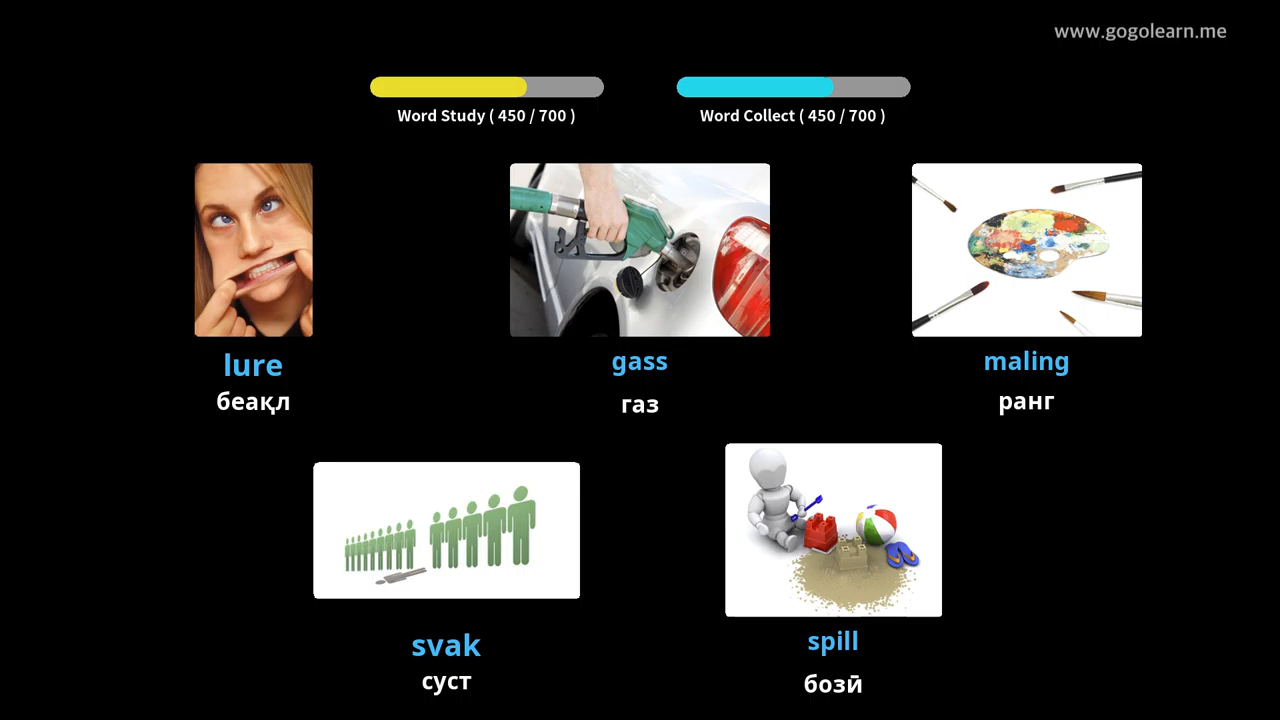 www.gogolearn.me
Word Study ( 450 / 700 )
Word Collect ( 450 / 700 )
lure
беақл
gass
газ
maling
ранг
svak
суст
spill
бозӣ